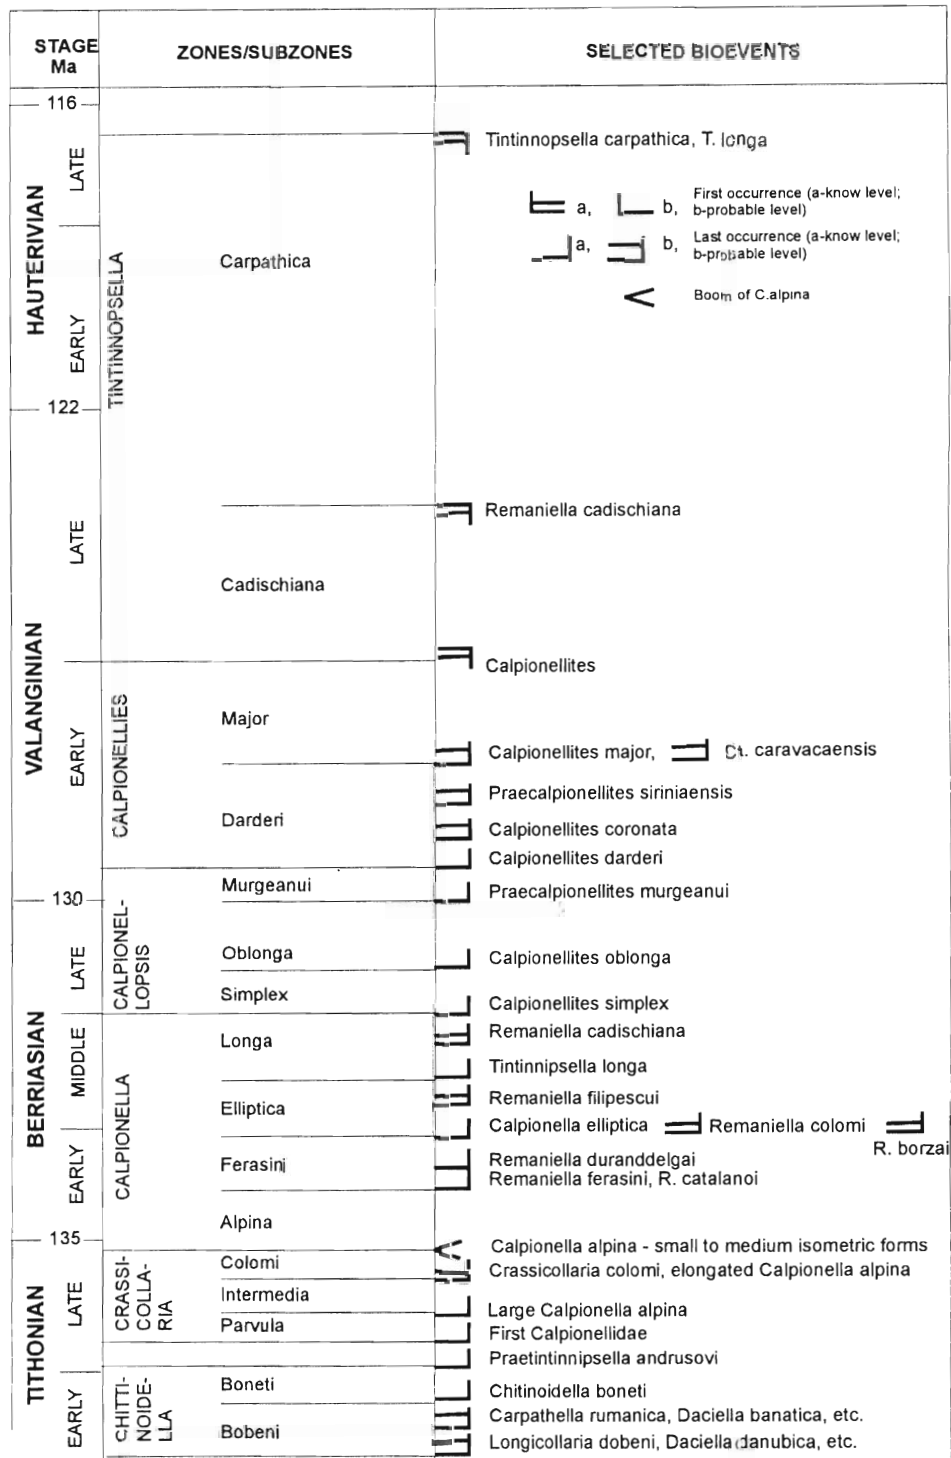 STAGE
Ma
ZONES/SUBZONES
SELECTED BIOEVENTS
116
HAUTERIVIAN
LATE
EARLY
TINTINNOPSELLA
Carpathica
Tintinnopsella carpathica, T. longa
a, b, First occurrence (a-know level;
b-probable level)
a, b, Last occurrence (a-know level;
b-probable level)
Boom of C.alpina
122
VALANGINIAN
LATE
EARLY
Remaniella cadischiana
Cadischiana
Calpionellites
CALPIONELLIES
Major
Calpionellites major, Ct. caravacaensis
Praecalpionellites siriniaensis
Darderi
Calpionellites coronata
Calpionellites darderi
Murgeanui
Praecalpionellites murgeanui
130
BERRIASIAN
LATE
MIDDLE
EARLY
CALPIONEL-
LOPSIS
Oblonga
Calpionellites oblonga
Simplex
Calpionellites simplex
Remaniella cadischiana
CALPIONELLA
Longa
Tintinnipsella longa
Remaniella filipescui
Elliptica
Calpionella elliptica Remaniella colomi
R. borzai
Ferasini
Remaniella duranddelgai
Remaniella ferasini, R. catalanoi
Alpina
135
TITHONIAN
LATE
EARLY
CRASSI-
COLLA-
RIA
Calpionella alpina - small to medium isometric forms
Colomi
Crassicollaria colomi, elongated Calpionella alpina
Intermedia
Large Calpionella alpina
Parvula
First Calpionellidae
Praetintinnipsella andrusovi
CHITTI-
NOIDE-
LLA
Boneti
Chitinoidella boneti
Carpathella rumanica, Daciella banatica, etc.
Bobeni
Longicollaria dobeni, Daciella danubica, etc.